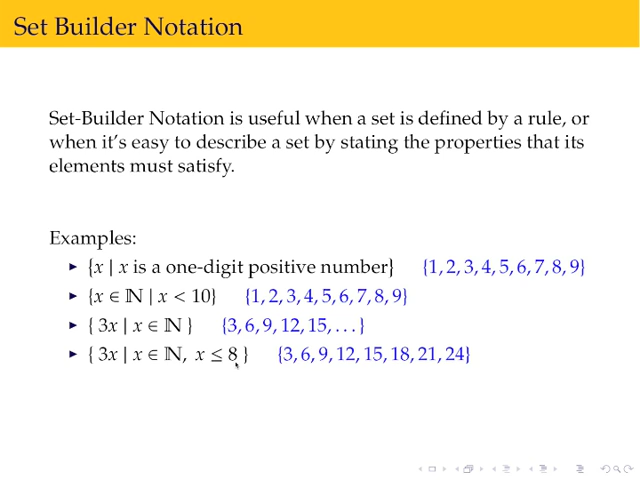 Set Builder Notation
Set-Builder Notation is useful when a set is defined by a rule, or
when it's easy to describe a set by stating the properties that its
elements must satisfy.
Examples:
▶ {x | x is a one-digit positive number} {1, 2, 3, 4, 5, 6, 7, 8, 9}
▶ {x ∈ ℕ | x < 10} {1, 2, 3, 4, 5, 6, 7, 8, 9}
▶ { 3x | x ∈ ℕ } {3, 6, 9, 12, 15, . . . }
▶ { 3x | x ∈ ℕ, x ≤ 8 } {3, 6, 9, 12, 15, 18, 21, 24}